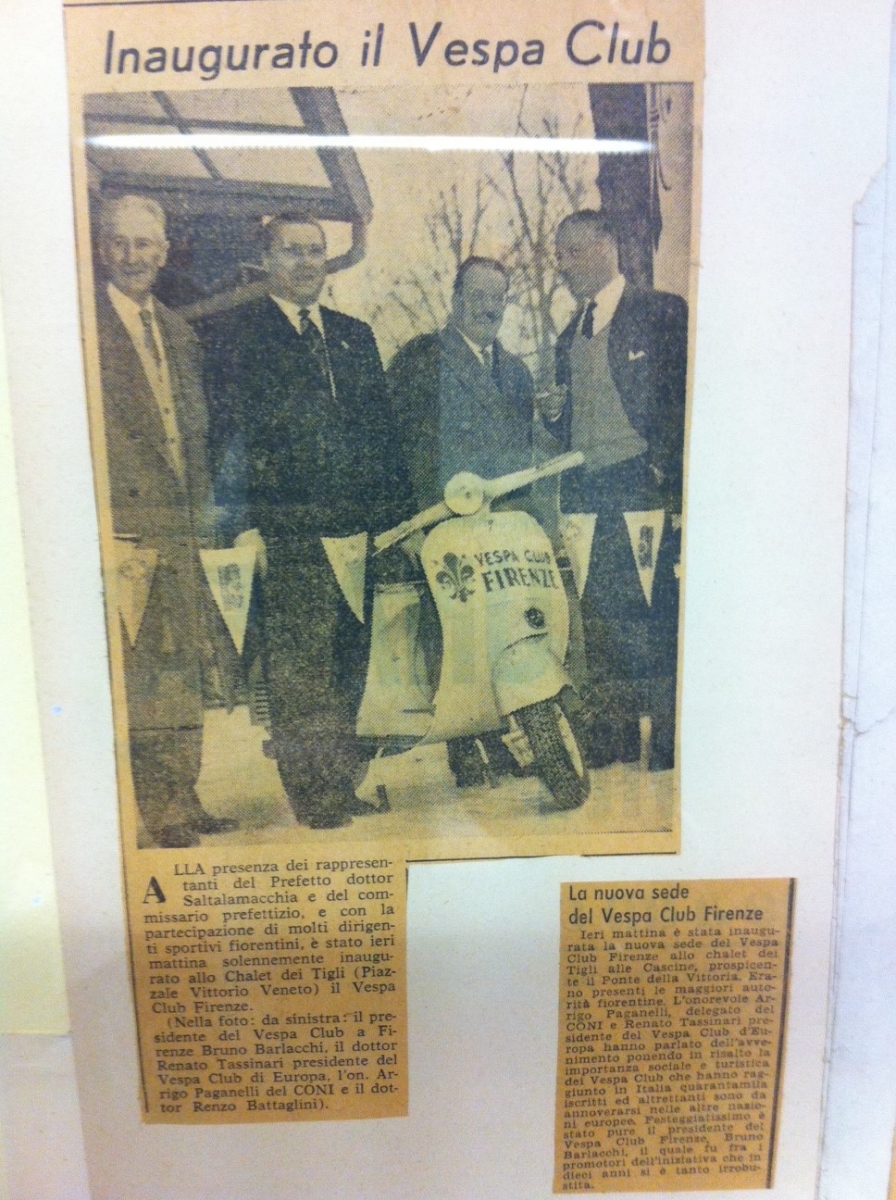 Inaugurato il Vespa Club
VESPA CLUB
FIRENZE
ALLA presenza dei rappresen-
tanti del Prefetto dottor
Saltalamacchia e del com-
missario prefettizio, e con la
partecipazione di molti dirigen-
ti sportivi fiorentini, è stato ieri
mattina solennemente inaugu-
rato allo Chalet dei Tigli (Piaz-
zale Vittorio Veneto) il Vespa
Club Firenze.
(Nella foto: da sinistra: il pre-
sidente del Vespa Club a Fi-
renze Bruno Barlacchi, il dottor
Renato Tassinari presidente del
Vespa Club di Europa, l'on. Ar-
rigo Paganelli del CONI e il dot-
tor Renzo Battaglini).
La nuova sede
del Vespa Club Firenze
Ieri mattina è stata inaugu-
rata la nuova sede del Vespa
Club Firenze allo chalet dei
Tigli alle Cascine, prospicen-
te il Ponte della Vittoria. Era-
no presenti le maggiori auto-
rità fiorentine. L'onorevole Ar-
rigo Paganelli, delegato del
CONI e Renato Tassinari pre-
sidente del Vespa Club d'Eu-
ropa hanno parlato dell'avve-
nimento ponendo in risalto la
importanza sociale e turistica
dei Vespa Club che hanno rag-
giunto in Italia quarantamila
iscritti ed altrettanti sono da
annoverarsi nelle altre nazio-
ni europee. Festeggiatissimo è
stato pure il presidente del
Vespa Club Firenze, Bruno
Barlacchi, il quale fu fra i
promotori dell'iniziativa che in
dieci anni si è tanto irrobu-
stita.